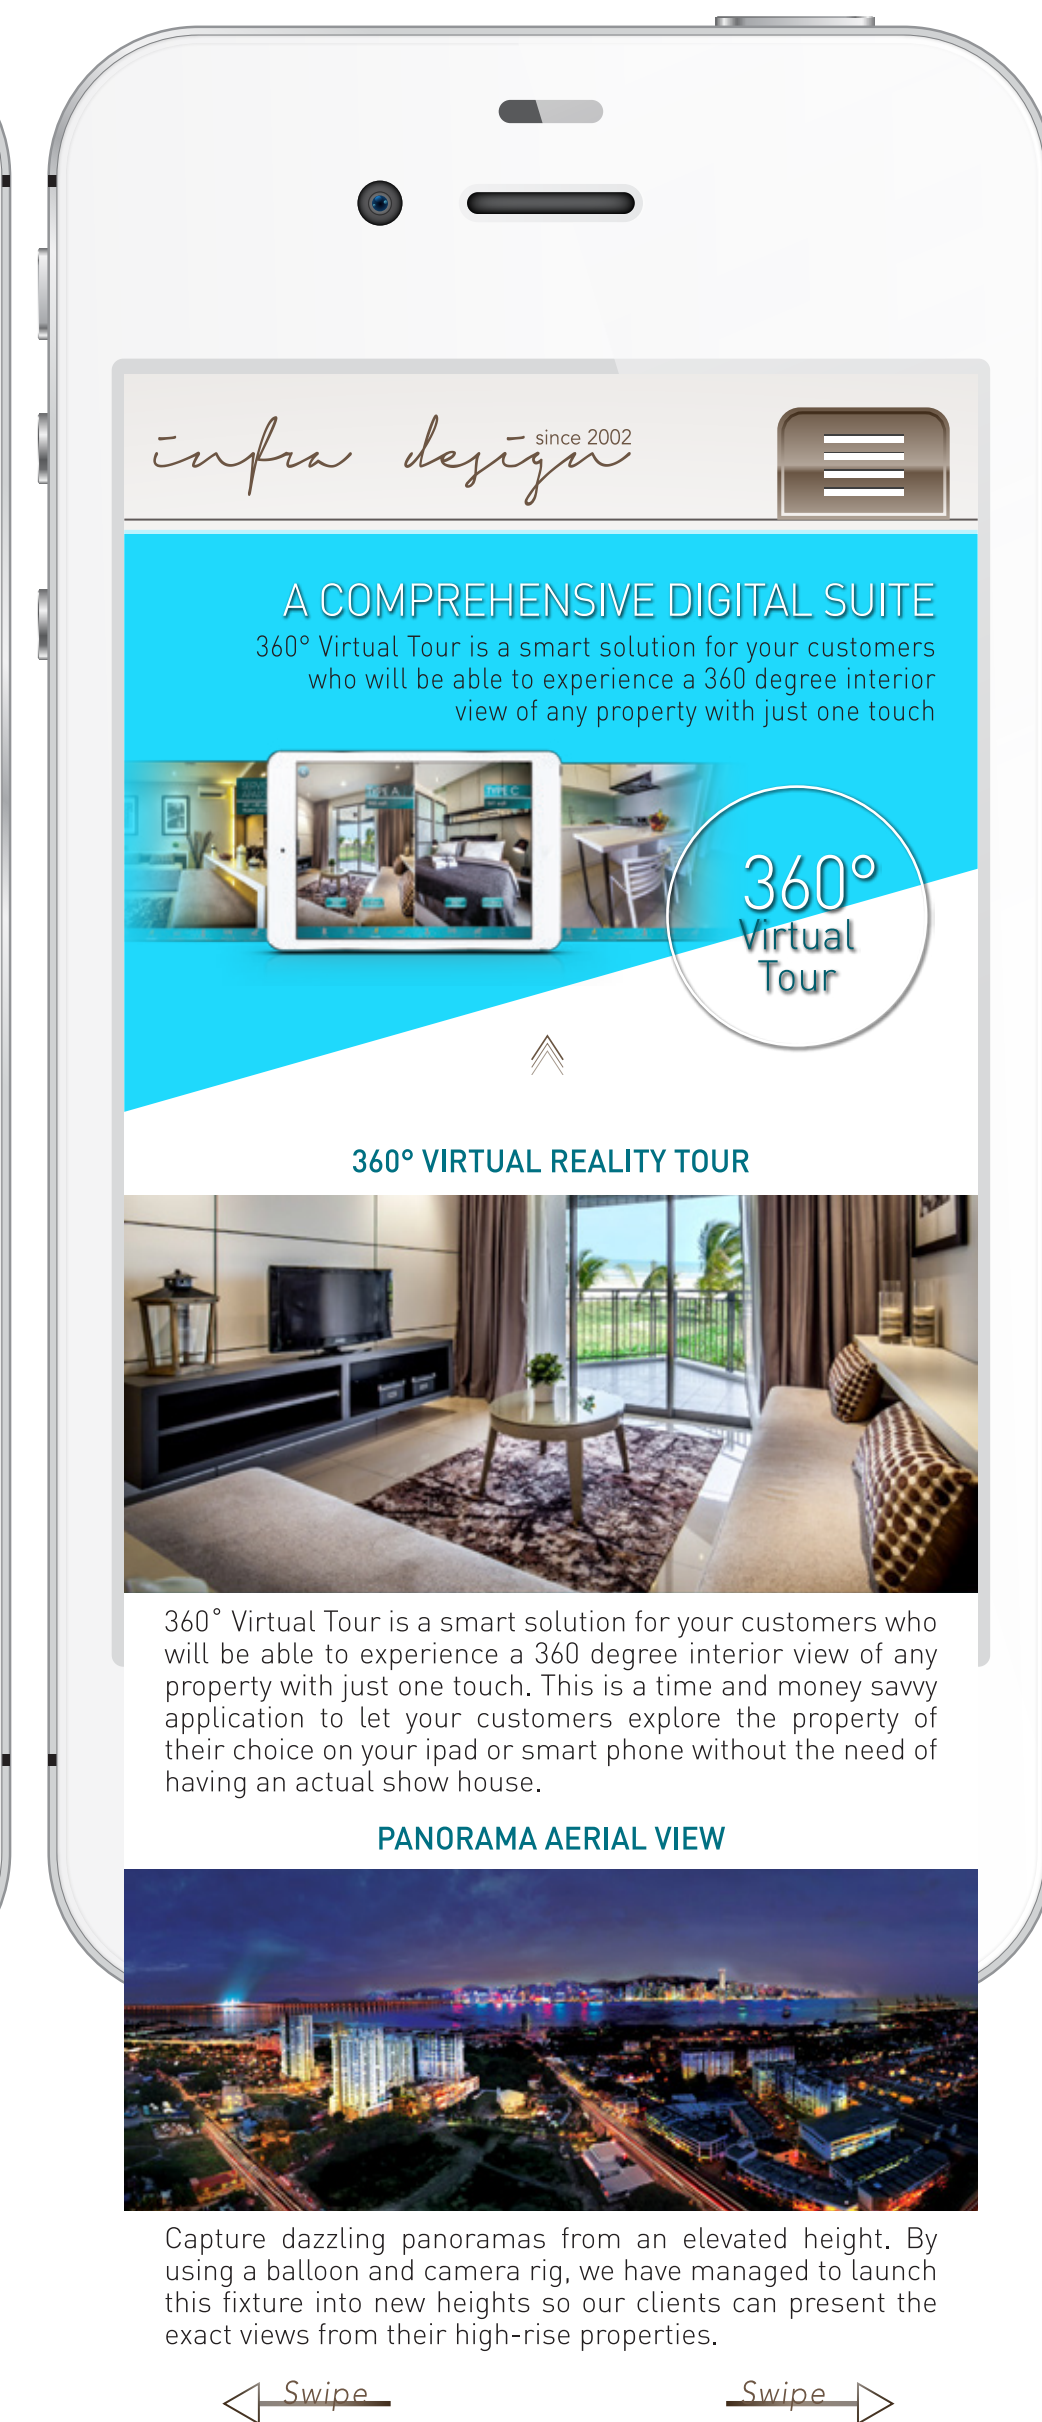 infra design
since 2002
A COMPREHENSIVE DIGITAL SUITE
360° Virtual Tour is a smart solution for your customers
who will be able to experience a 360 degree interior
view of any property with just one touch
TYPE A
TYPE C
360°
Virtual
Tour
360° VIRTUAL REALITY TOUR
360° Virtual Tour is a smart solution for your customers who
will be able to experience a 360 degree interior view of any
property with just one touch. This is a time and money savvy
application to let your customers explore the property of
their choice on your ipad or smart phone without the need of
having an actual show house.
PANORAMA AERIAL VIEW
Capture dazzling panoramas from an elevated height. By
using a balloon and camera rig, we have managed to launch
this fixture into new heights so our clients can present the
exact views from their high-rise properties.
Swipe
Swipe